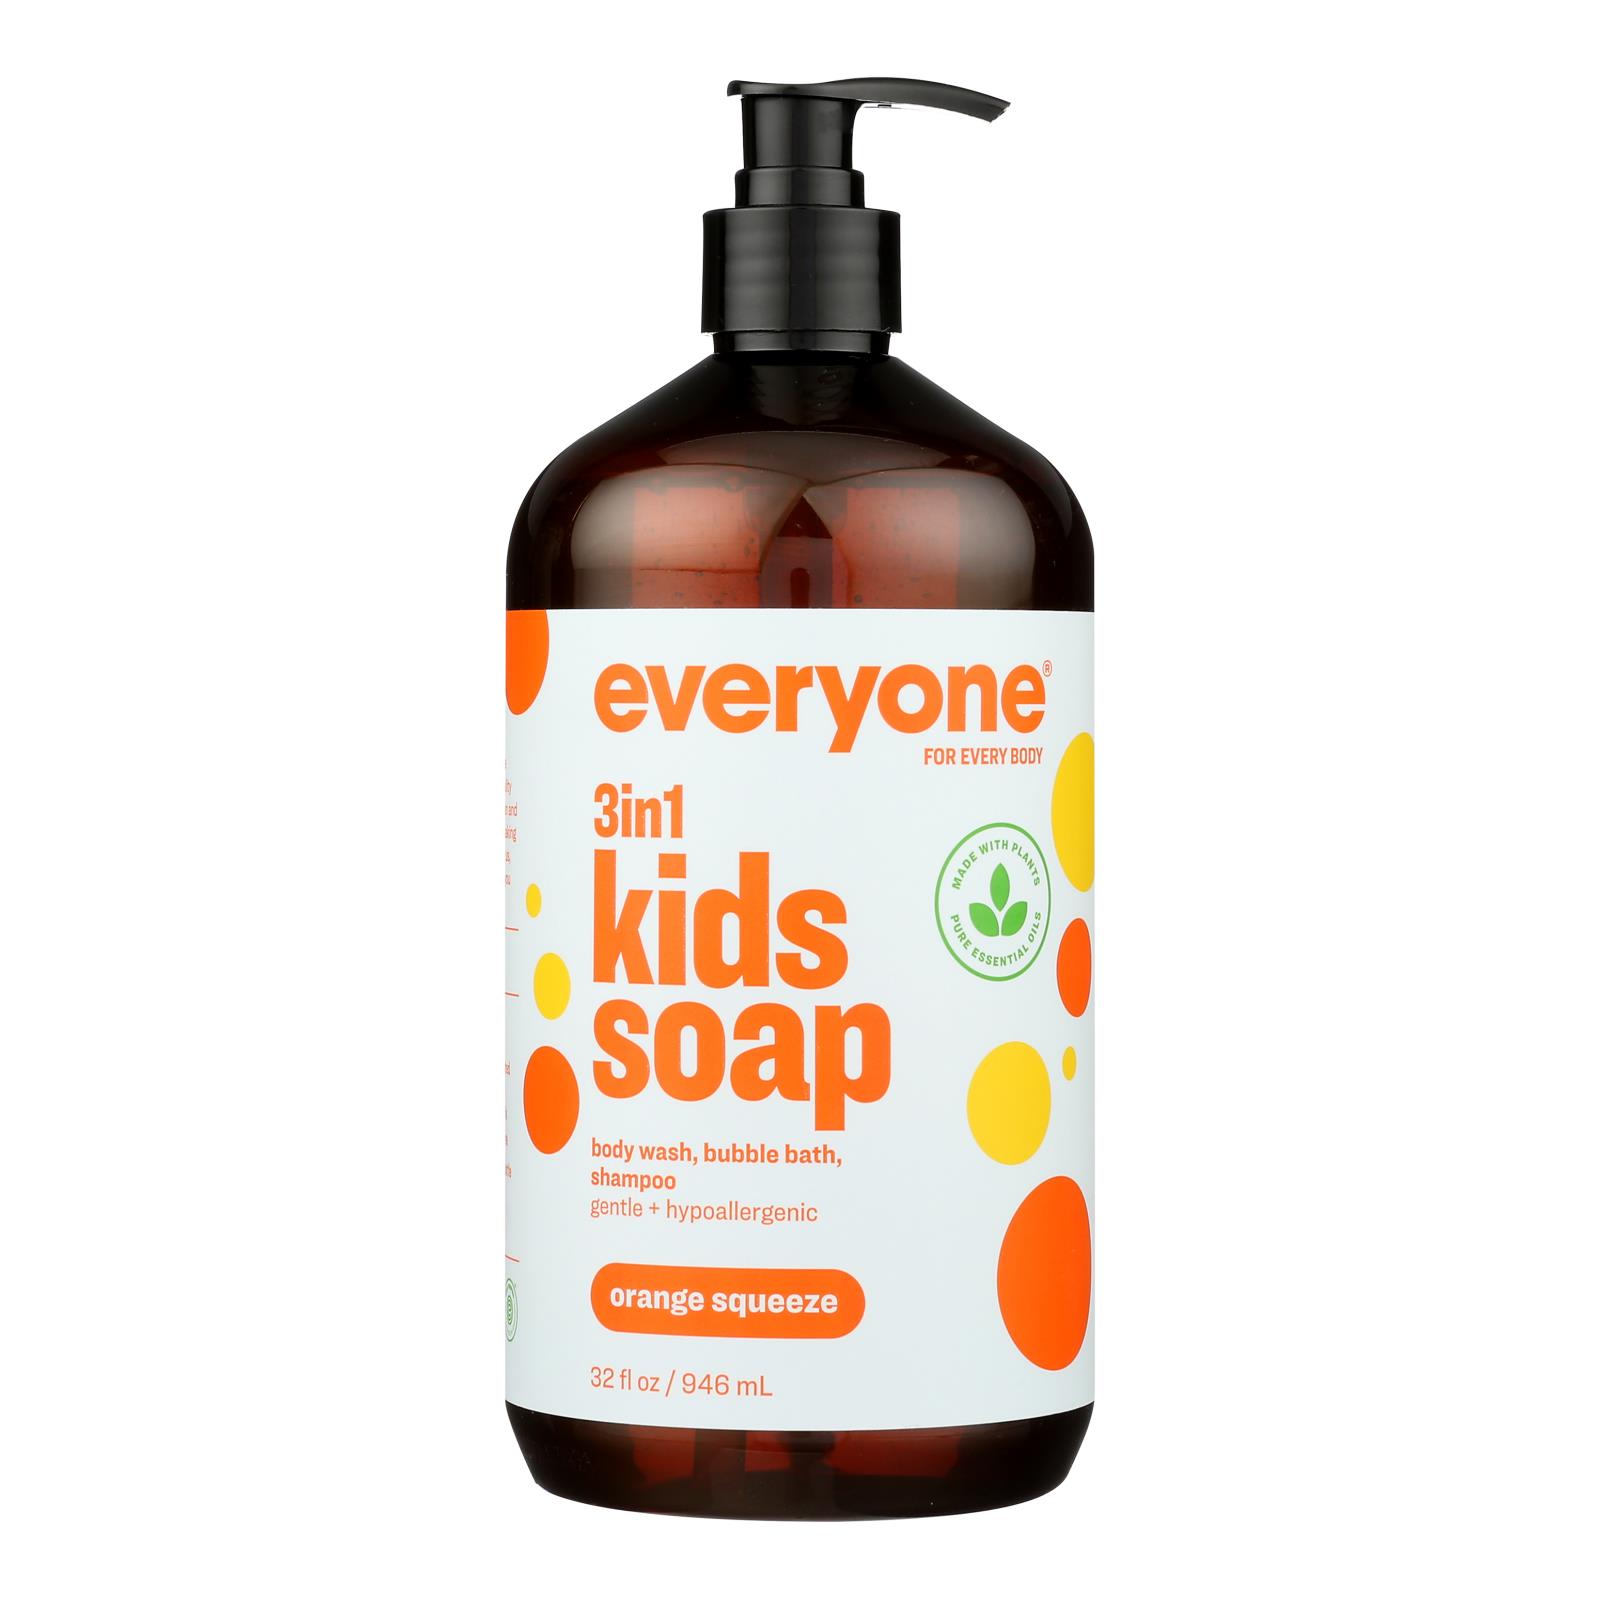 everyone®
FOR EVERY BODY
3in1
kids
soap
MADE WITH PLANTS
PURE ESSENTIAL OILS
body wash, bubble bath,
shampoo
gentle + hypoallergenic
orange squeeze
32 fl oz / 946 mL